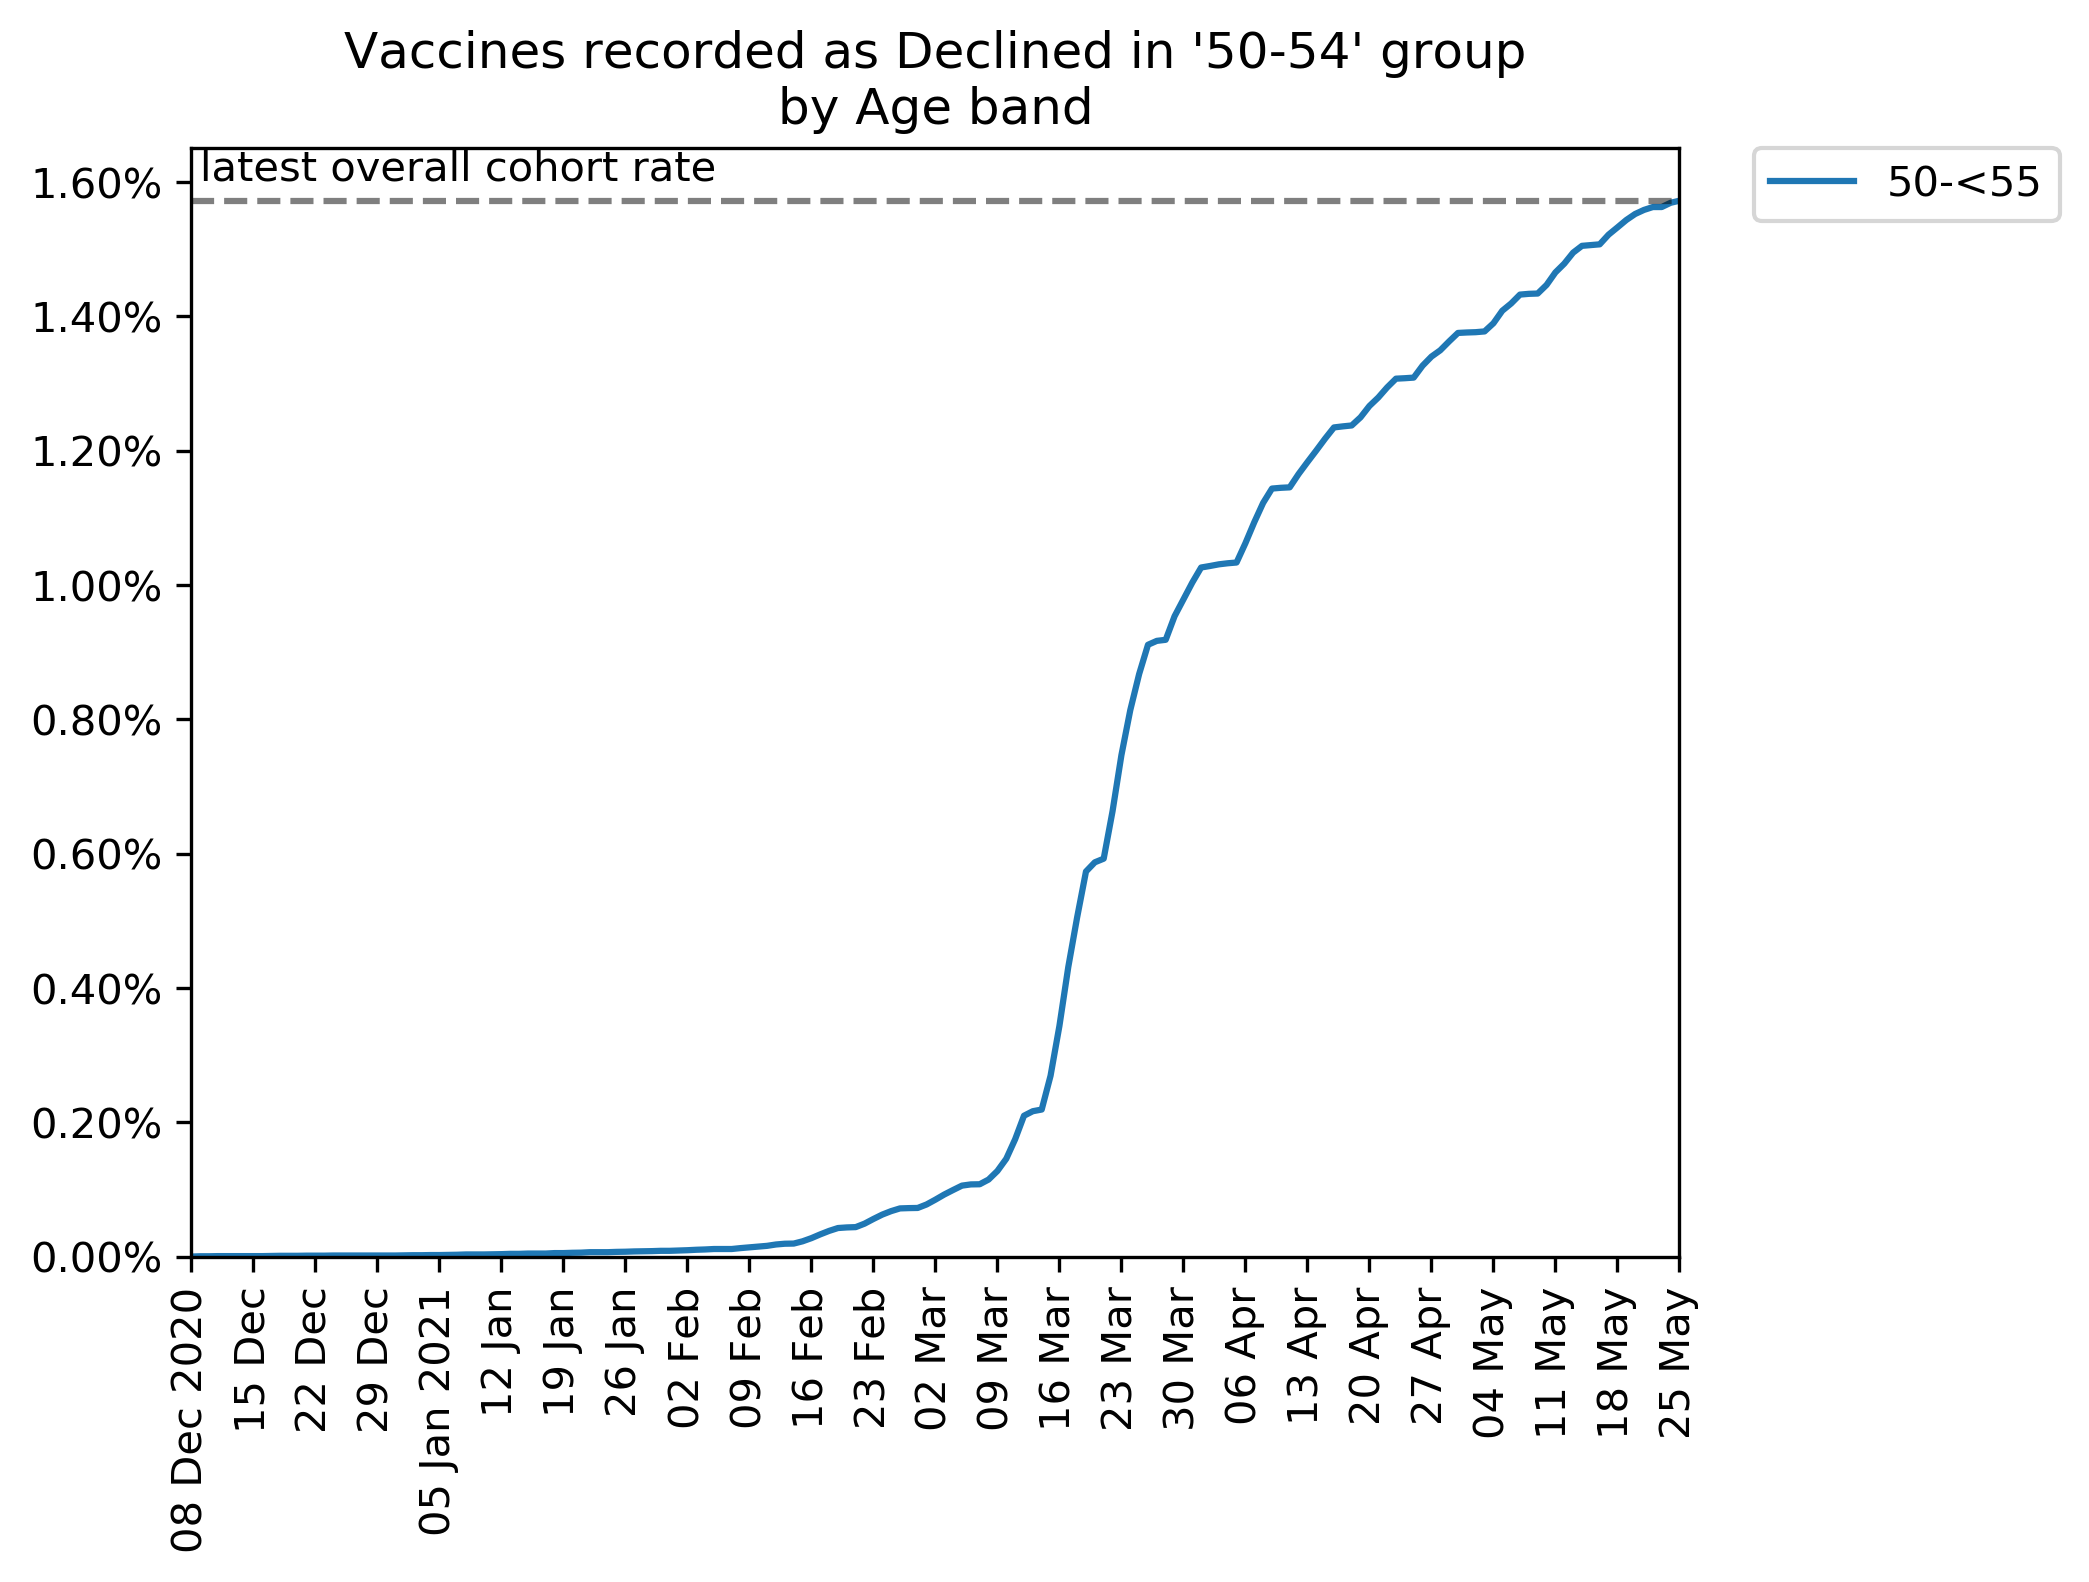 Vaccines recorded as Declined in '50-54' group
by Age band
latest overall cohort rate
50-<55
1.60%
1.40%
1.20%
1.00%
0.80%
0.60%
0.40%
0.20%
0.00%
08 Dec 2020
15 Dec
22 Dec
29 Dec
05 Jan 2021
12 Jan
19 Jan
26 Jan
02 Feb
09 Feb
16 Feb
23 Feb
02 Mar
09 Mar
16 Mar
23 Mar
30 Mar
06 Apr
13 Apr
20 Apr
27 Apr
04 May
11 May
18 May
25 May